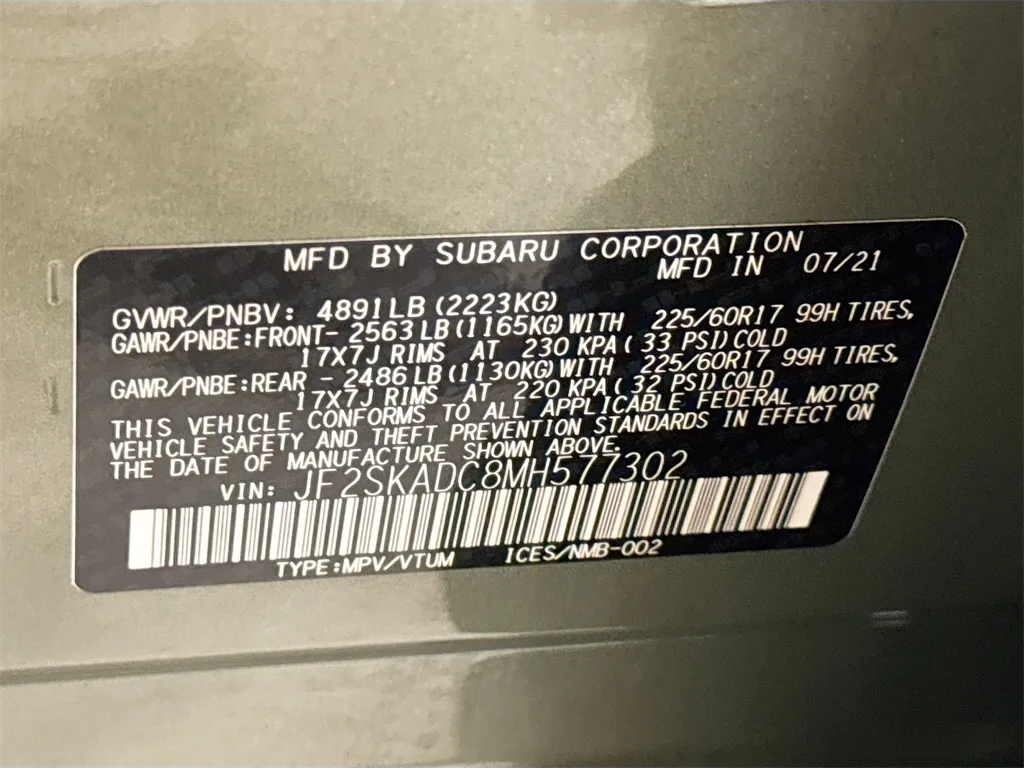 MFD BY SUBARU CORPORATION
MFD IN 07/21
GVWR/PNBV: 4891LB(2223KG)
GAWR/PNBE:FRONT- 2563LB(1165KG)WITH 225/60R17 99H TIRES,
17X7J RIMS AT 230 KPA( 33 PSI)COLD
GAWR/PNBE:REAR - 2486LB(1130KG)WITH 225/60R17 99H TIRES,
17X7J RIMS AT 220 KPA( 32 PSI)COLD
THIS VEHICLE CONFORMS TO ALL APPLICABLE FEDERAL MOTOR
VEHICLE SAFETY AND THEFT PREVENTION STANDARDS IN EFFECT ON
THE DATE OF MANUFACTURE SHOWN ABOVE.
VIN: JF2SKADC8MH577302
TYPE:MPV/VTUM ICES/NMB-002